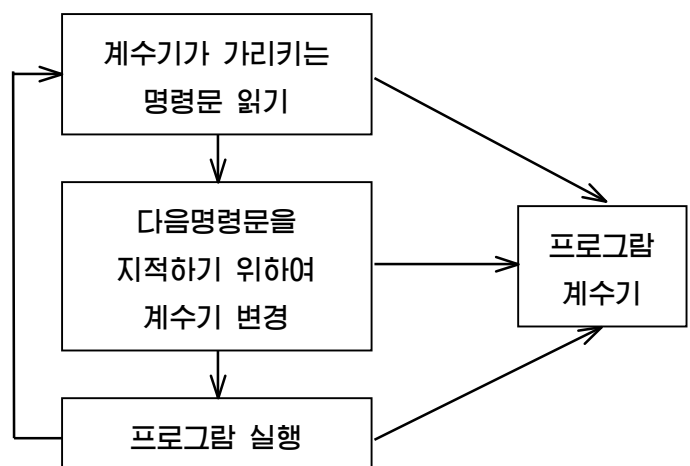 계수기가 가리키는
명령문 읽기
다음명령문을
지적하기 위하여
계수기 변경
프로그람 실행
프로그람
계수기